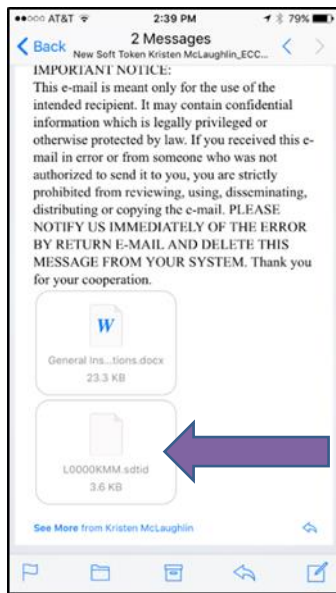 AT&T 2:39 PM 79%
Back 2 Messages
New Soft Token Kristen McLaughlin_ECC...
IMPORTANT NOTICE:
This e-mail is meant only for the use of the
intended recipient. It may contain confidential
information which is legally privileged or
otherwise protected by law. If you received this e-
mail in error or from someone who was not
authorized to send it to you, you are strictly
prohibited from reviewing, using, disseminating,
distributing or copying the e-mail. PLEASE
NOTIFY US IMMEDIATELY OF THE ERROR
BY RETURN E-MAIL AND DELETE THIS
MESSAGE FROM YOUR SYSTEM. Thank you
for your cooperation.
W
General Ins...tions.docx
23.3 KB
L0000KMM.sdtid
3.6 KB
See More from Kristen McLaughlin